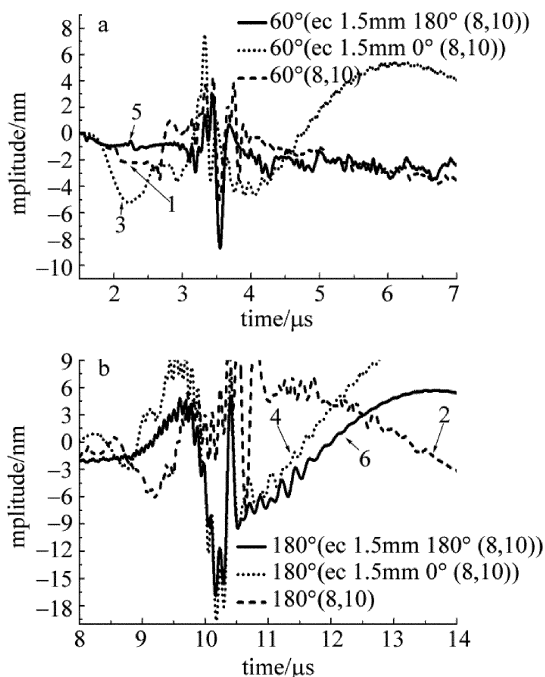 a
60°(ec 1.5mm 180° (8,10))
60°(ec 1.5mm 0° (8,10))
60°(8,10)
8
6
4
2
0
−2
−4
−6
−8
−10
mplitude/nm
5
1
3
2 3 4 5 6 7
time/μs
b
9
6
3
0
−3
−6
−9
−12
−15
−18
mplitude/nm
4
6
2
180°(ec 1.5mm 180° (8,10))
180°(ec 1.5mm 0° (8,10))
180°(8,10)
8 9 10 11 12 13 14
time/μs